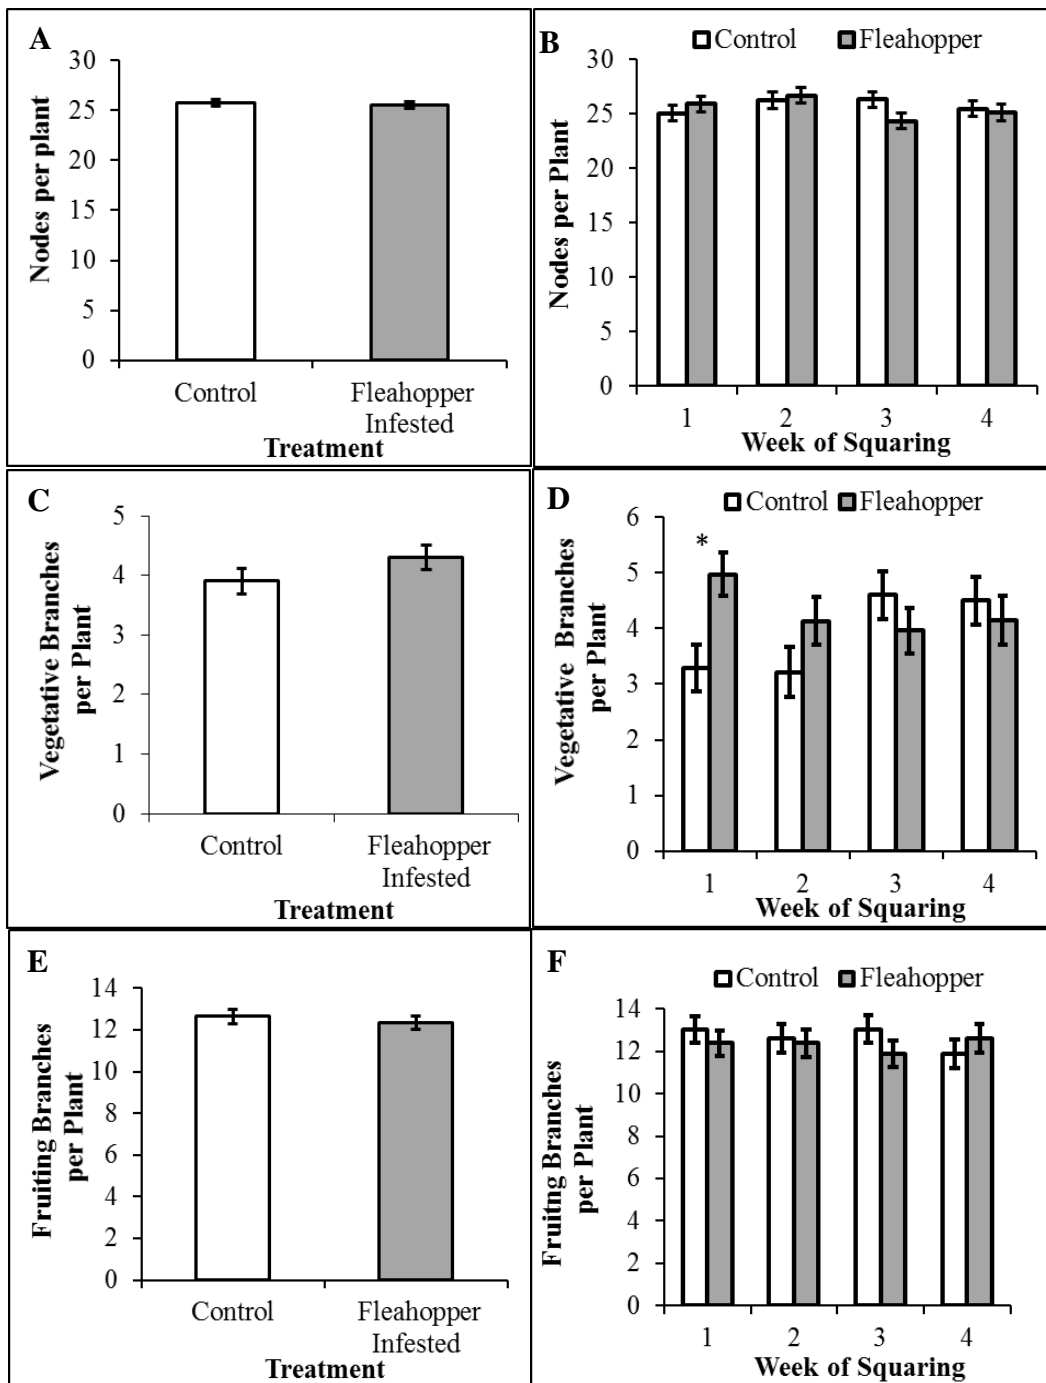 A
Nodes per plant
30
25
20
15
10
5
0
Control
Fleahopper
Infested
Treatment
B
Control
Fleahopper
Nodes per Plant
30
25
20
15
10
5
0
1 2 3 4
Week of Squaring
C
Vegetative Branches
per Plant
5
4
3
2
1
0
Control
Fleahopper
Infested
Treatment
D
Control
Fleahopper
Vegetative Branches
per Plant
6
5
4
3
2
1
0
*
1 2 3 4
Week of Squaring
E
Fruiting Branches
per Plant
14
12
10
8
6
4
2
0
Control
Fleahopper
Infested
Treatment
F
Control
Fleahopper
Fruitng Branches
per Plant
14
12
10
8
6
4
2
0
1 2 3 4
Week of Squaring